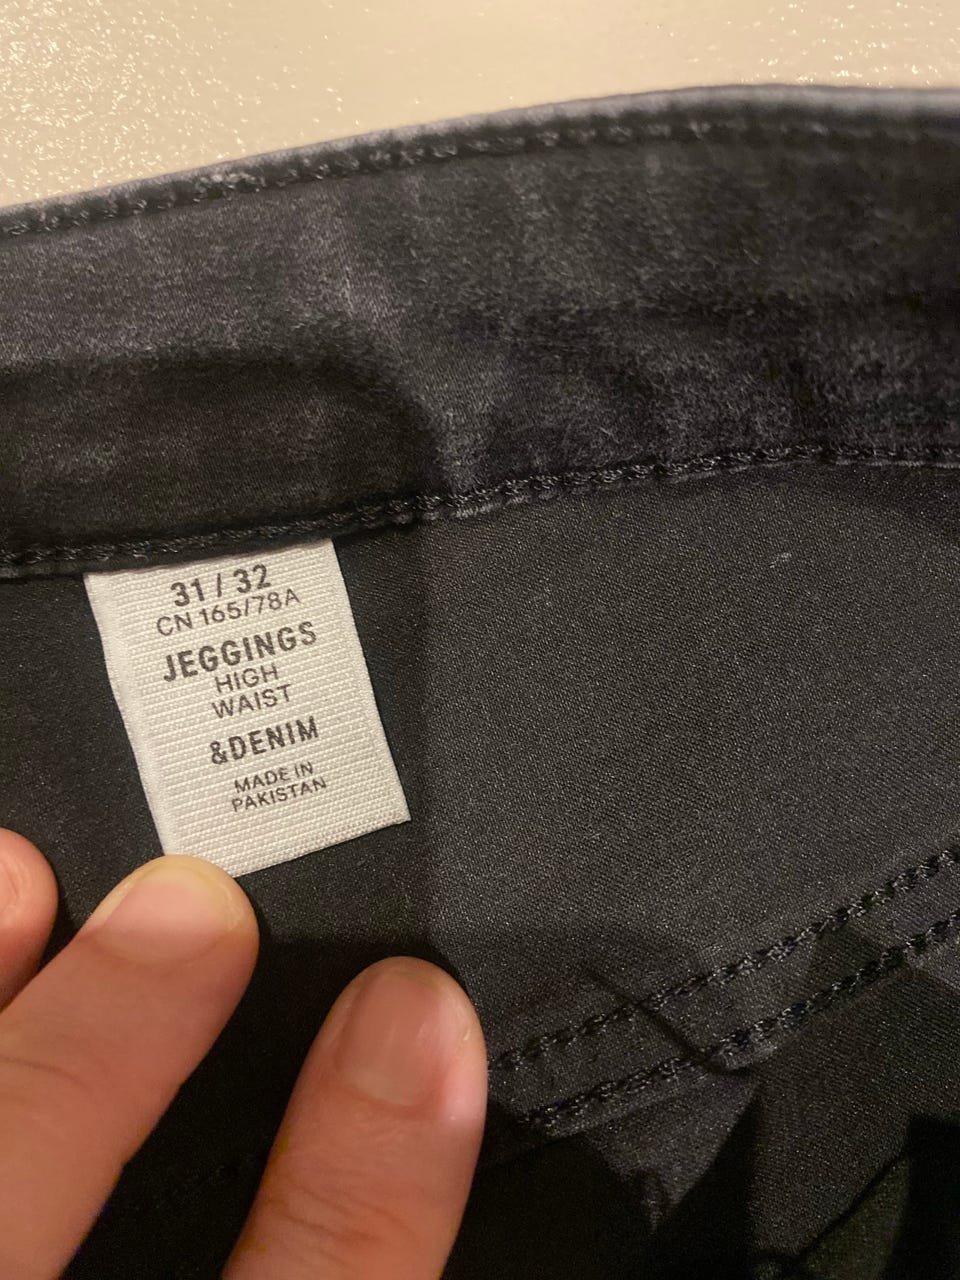 31 / 32
CN 165/78A
JEGGINGS
HIGH
WAIST
&DENIM
MADE IN
PAKISTAN